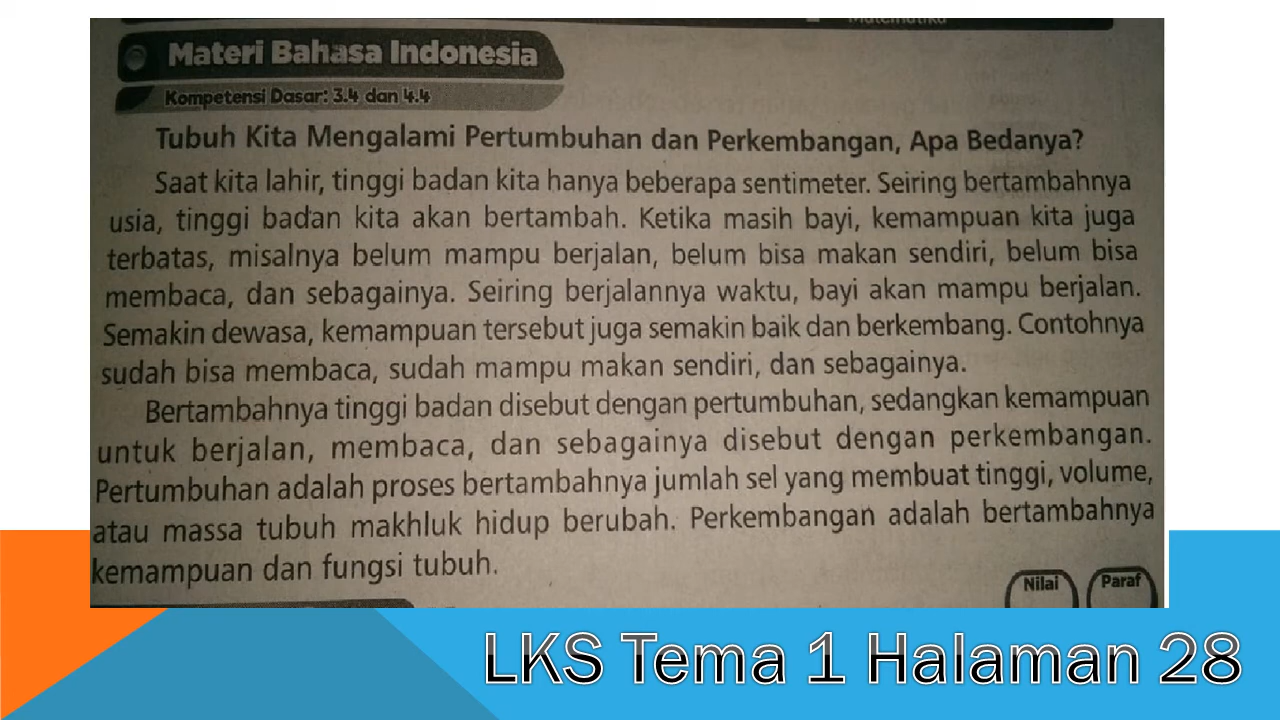 Matematika
Materi Bahasa Indonesia
Kompetensi Dasar: 3.4 dan 4.4
Tubuh Kita Mengalami Pertumbuhan dan Perkembangan, Apa Bedanya?
Saat kita lahir, tinggi badan kita hanya beberapa sentimeter. Seiring bertambahnya
usia, tinggi badan kita akan bertambah. Ketika masih bayi, kemampuan kita juga
terbatas, misalnya belum mampu berjalan, belum bisa makan sendiri, belum bisa
membaca, dan sebagainya. Seiring berjalannya waktu, bayi akan mampu berjalan.
Semakin dewasa, kemampuan tersebut juga semakin baik dan berkembang. Contohnya
sudah bisa membaca, sudah mampu makan sendiri, dan sebagainya.
Bertambahnya tinggi badan disebut dengan pertumbuhan, sedangkan kemampuan
untuk berjalan, membaca, dan sebagainya disebut dengan perkembangan.
Pertumbuhan adalah proses bertambahnya jumlah sel yang membuat tinggi, volume,
atau massa tubuh makhluk hidup berubah. Perkembangan adalah bertambahnya
kemampuan dan fungsi tubuh.
Nilai
Paraf
LKS Tema 1 Halaman 28